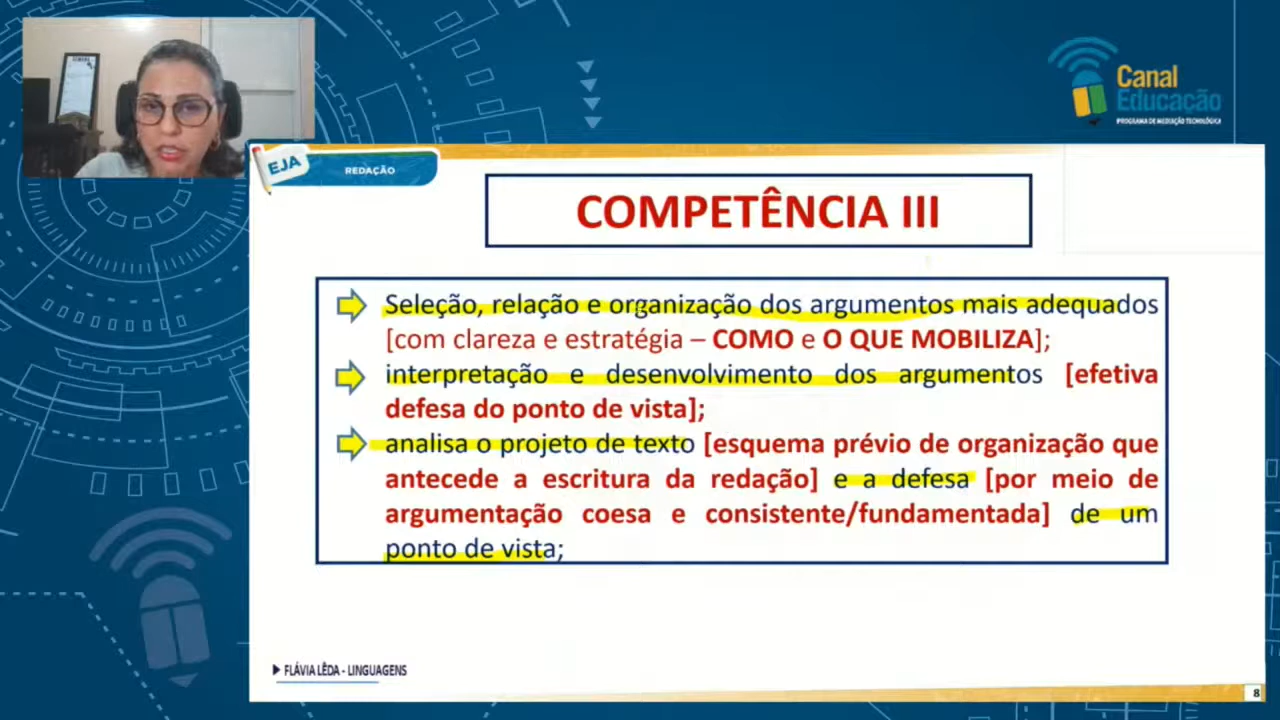 Canal
Educação
PROGRAMA DE MEDIAÇÃO TECNOLÓGICA
EJA
REDAÇÃO
COMPETÊNCIA III
Seleção, relação e organização dos argumentos mais adequados
[com clareza e estratégia – COMO e O QUE MOBILIZA];
interpretação e desenvolvimento dos argumentos [efetiva
defesa do ponto de vista];
analisa o projeto de texto [esquema prévio de organização que
antecede a escritura da redação] e a defesa [por meio de
argumentação coesa e consistente/fundamentada] de um
ponto de vista;
FLÁVIA LÊDA - LINGUAGENS
8